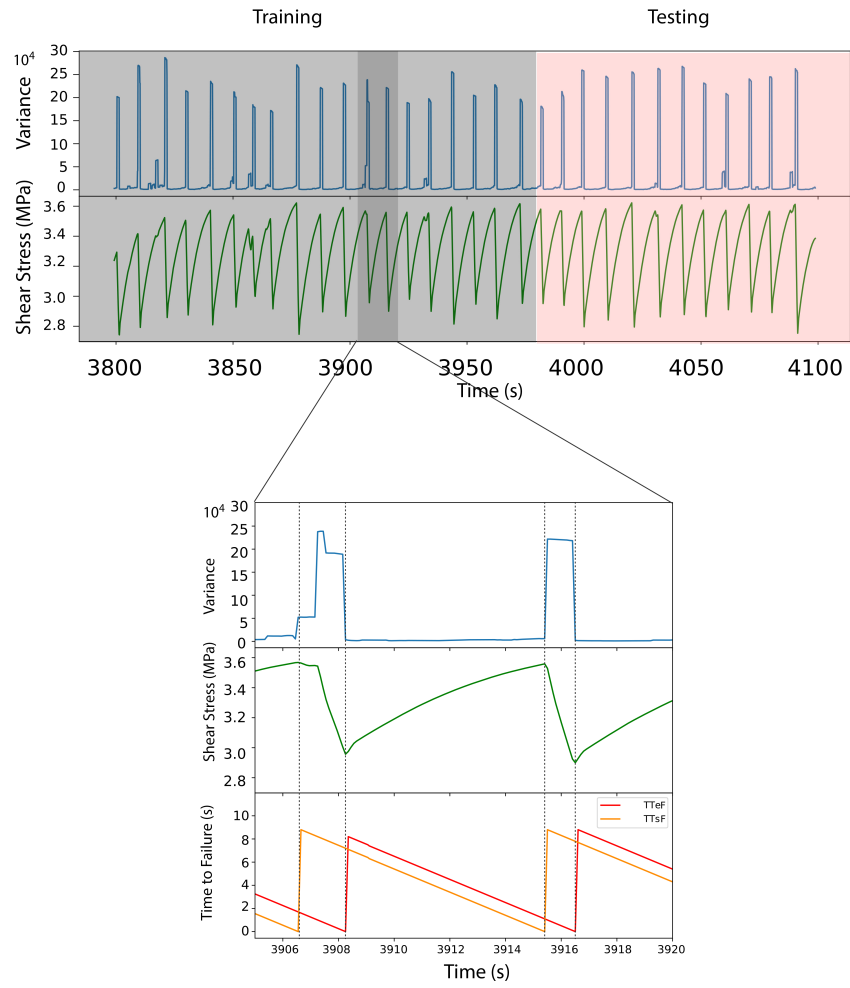 Training Testing
10⁴ 30
25
20
15
10
5
0
Variance
3.6
3.4
3.2
3.0
2.8
Shear Stress (MPa)
3800 3850 3900 3950 4000 4050 4100
Time (s)
10⁴ 30
25
20
15
10
5
0
Variance
3.6
3.4
3.2
3.0
2.8
Shear Stress (MPa)
10
8
6
4
2
0
Time to Failure (s)
TTeF
TTsF
3906 3908 3910 3912 3914 3916 3918 3920
Time (s)